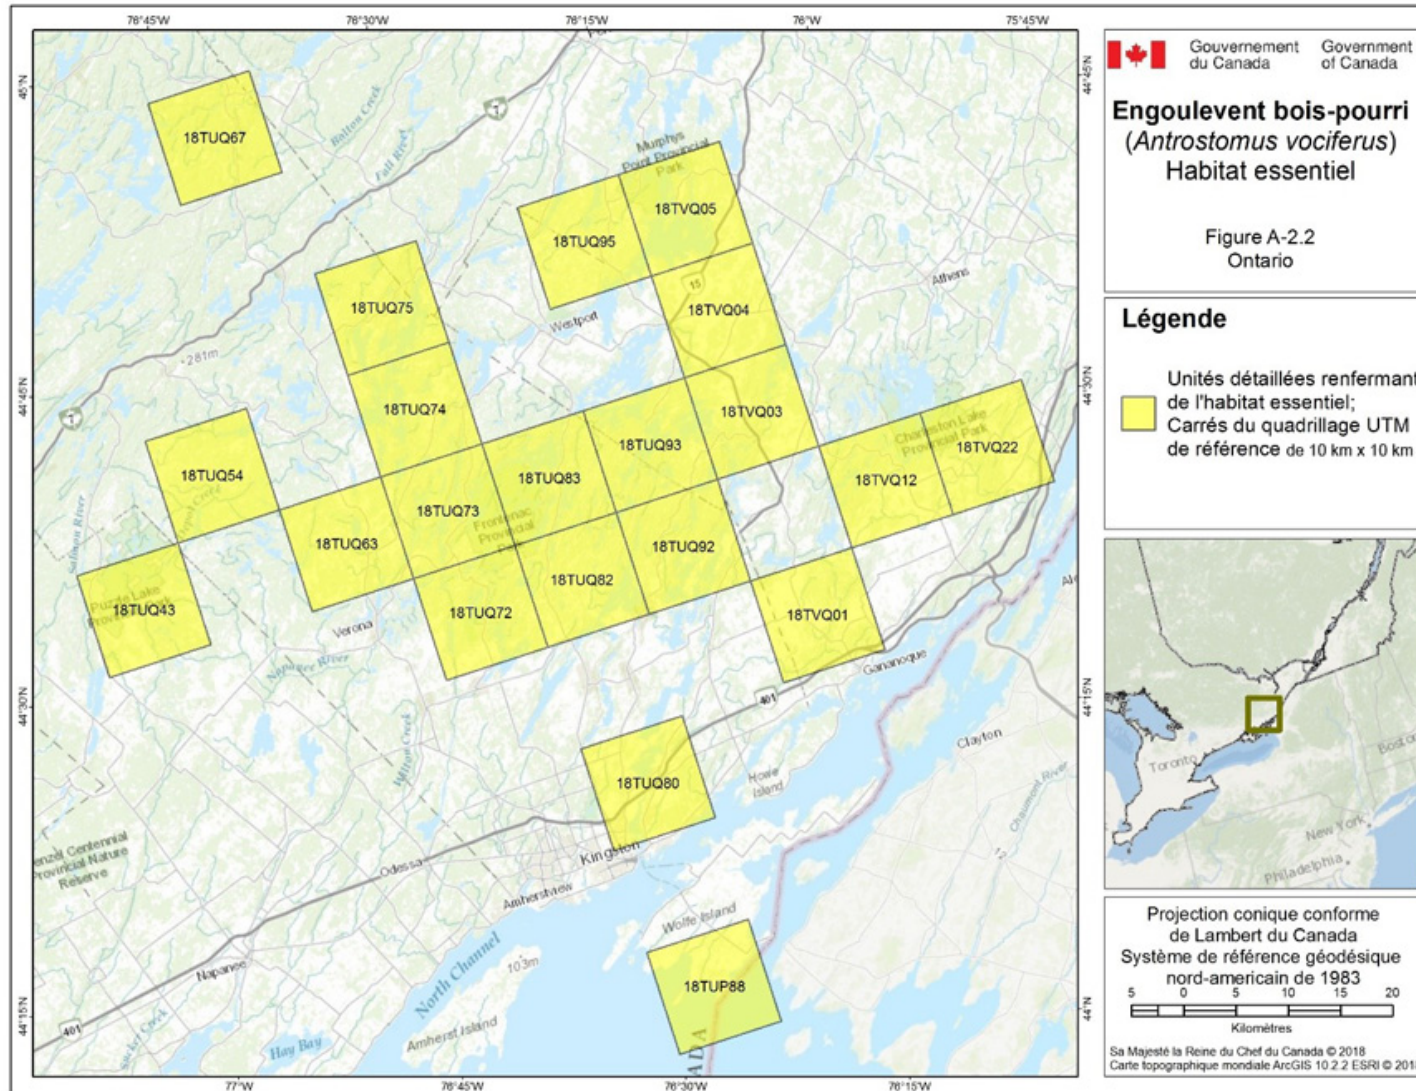 76°45'W
76°30'W
76°15'W
76°W
75°45'W
45°N
44°45'N
44°30'N
44°15'N
44°45'N
44°30'N
44°15'N
44°N
77°W
76°45'W
76°30'W
76°15'W
18TUQ67
Bolton Creek
Fall River
7
Murphys
Point Provincial
Park
18TVQ05
18TUQ95
15
Athens
18TUQ75
18TVQ04
Westport
281m
7
18TUQ74
18TVQ03
18TUQ93
Charleston Lake
Provincial Park
18TVQ22
18TUQ54
18TUQ83
18TVQ12
Salmon River
18TUQ73
Frontenac
Provincial
Park
18TUQ63
18TUQ92
18TUQ82
Puzzle Lake
18TUQ43
18TUQ72
18TVQ01
Verona
Napanee River
Gananoque
401
Wilton Creek
Clayton
18TUQ80
Howe
Island
Chaumont River
12
Kingston
Odessa
Provincial Nature
Reserve
Amherstview
Wolfe Island
North Channel
103m
18TUP88
Napanee
401
Hay Bay
Amherst Island
ADA
Gouvernement
du Canada
Government
of Canada
Engoulevent bois-pourri
(Antrostomus vociferus)
Habitat essentiel
Figure A-2.2
Ontario
Légende
Unités détaillées renfermant
de l'habitat essentiel;
Carrés du quadrillage UTM
de référence de 10 km x 10 km
Toronto
Boston
New York
Philadelphia
Projection conique conforme
de Lambert du Canada
Système de référence géodésique
nord-americain de 1983
5 0 5 10 15 20
Kilomètres
Sa Majesté la Reine du Chef du Canada © 2018
Carte topographique mondiale ArcGIS 10.2.2 ESRI © 201